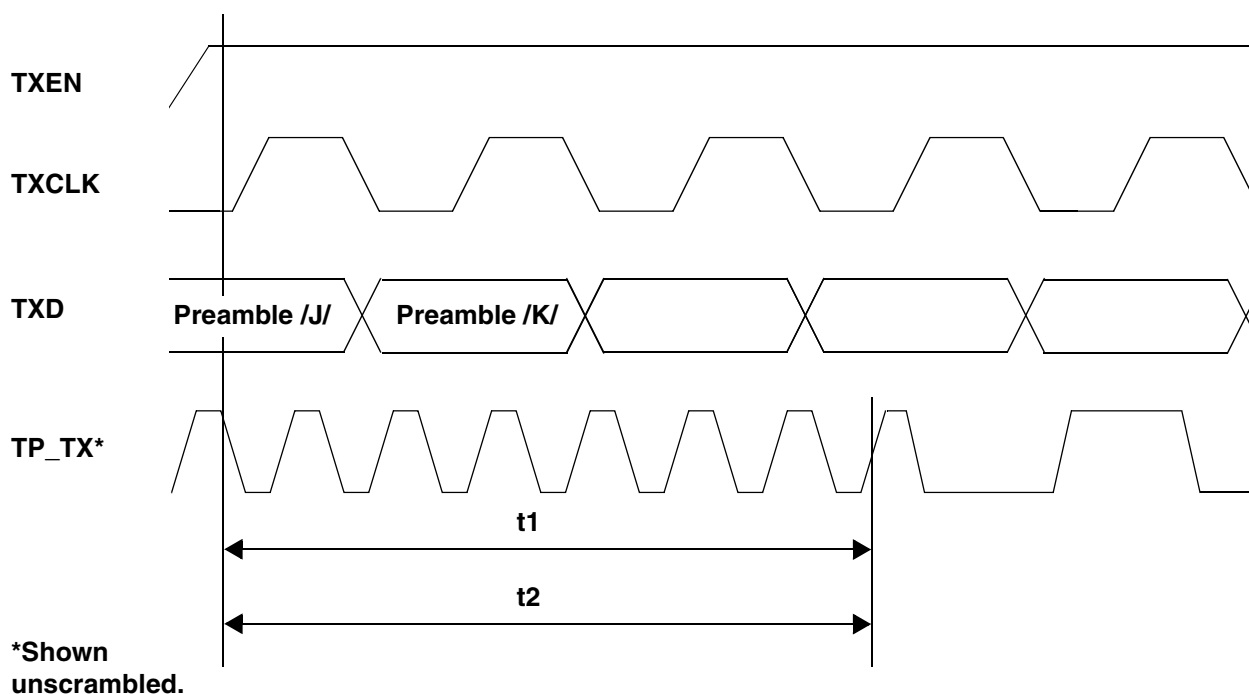 TXEN
TXCLK
TXD
Preamble /J/
Preamble /K/
TP_TX*
t1
t2
*Shown
unscrambled.